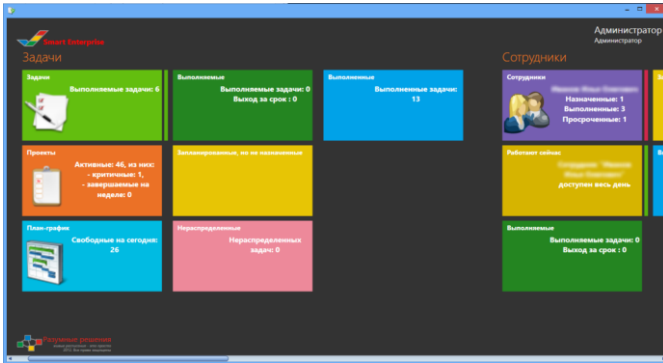 Smart Enterprise
Администратор
Администратор
Задачи
Сотрудники
Задачи
Выполняемые задачи: 6
Выполняемые
Выполняемые задачи: 0
Выход за срок : 0
Выполненные
Выполненные задачи:
13
Сотрудники
Назначенные: 1
Выполненные: 3
Просроченные: 1
Проекты
Активные: 46, из них:
- критичные: 1,
- завершаемые на
неделе: 0
Запланированные, но не назначенные
Работают сейчас
Сотрудник
доступен весь день
План-график
Свободные на сегодня:
26
Нераспределенные
Нераспределенных
задач: 0
Выполняемые
Выполняемые задачи: 0
Выход за срок : 0
Разумные решения